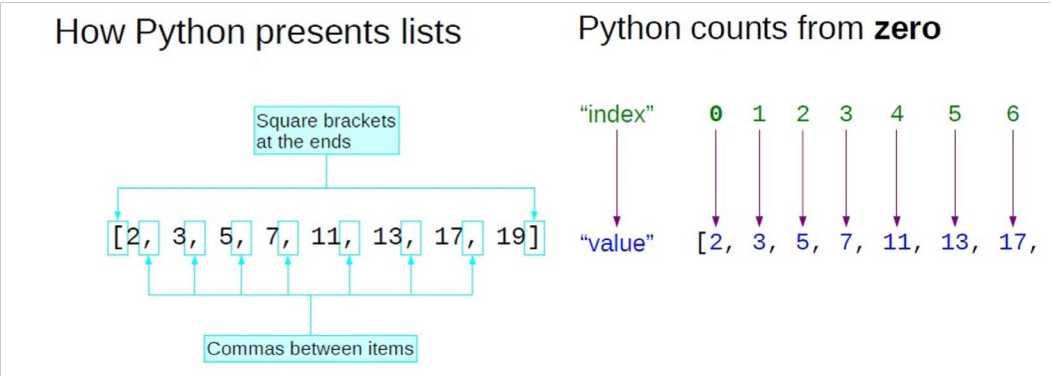 How Python presents lists
Square brackets
at the ends
[2, 3, 5, 7, 11, 13, 17, 19]
Commas between items
Python counts from zero
“index” 0 1 2 3 4 5 6
“value” [2, 3, 5, 7, 11, 13, 17,